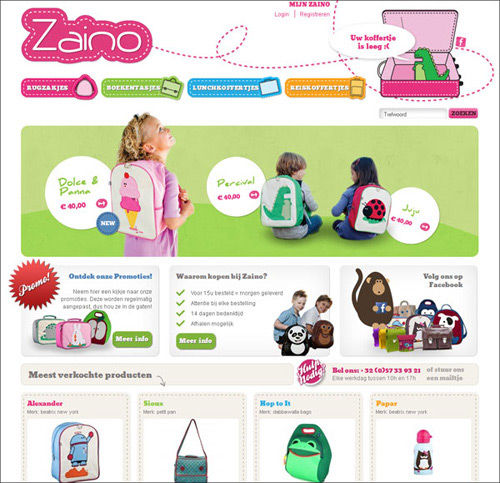 Zaino
MIJN ZAINO
Login | Registreren
Uw koffertje
is leeg :(
RUGZAKJES
BOEKENTASJES
LUNCHKOFFERTJES
REISKOFFERTJES
Trefwoord
ZOEKEN
Dolce &
Panna
€ 40,00
NEW
Percival
€ 40,00
Juju
€ 40,00
Promo!
Ontdek onze Promoties!
Neem hier een kijkje naar onze
promoties. Deze worden regelmatig
aangepast, dus hou ze in de gaten!
Meer info
Waarom kopen bij Zaino?
Voor 15u besteld = morgen geleverd
Attentie bij elke bestelling
14 dagen bedenktijd
Afhalen mogelijk
Meer info
Volg ons op
Facebook
Meest verkochte producten
Hulp
Nodig?
Bel ons: + 32 (0)57 33 93 21
Elke werkdag tussen 10h en 17h
of stuur ons
een mailtje
Alexander
Merk: beatrix new york
Sioux
Merk: petit pan
Hop to It
Merk: dabbawalla bags
Papar
Merk: beatrix new york